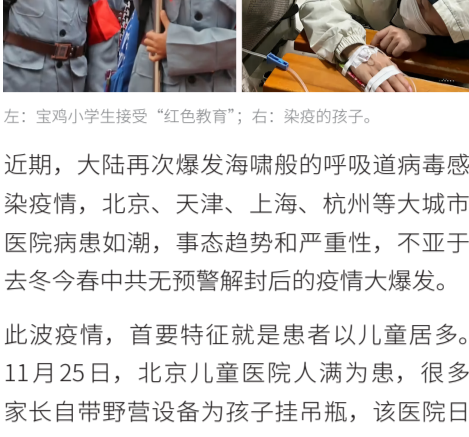 左：宝鸡小学生接受“红色教育”；右：染疫的孩子。
近期，大陆再次爆发海啸般的呼吸道病毒感
染疫情，北京、天津、上海、杭州等大城市
医院病患如潮，事态趋势和严重性，不亚于
去冬今春中共无预警解封后的疫情大爆发。
此波疫情，首要特征就是患者以儿童居多。
11月25日，北京儿童医院人满为患，很多
家长自带野营设备为孩子挂吊瓶，该医院日